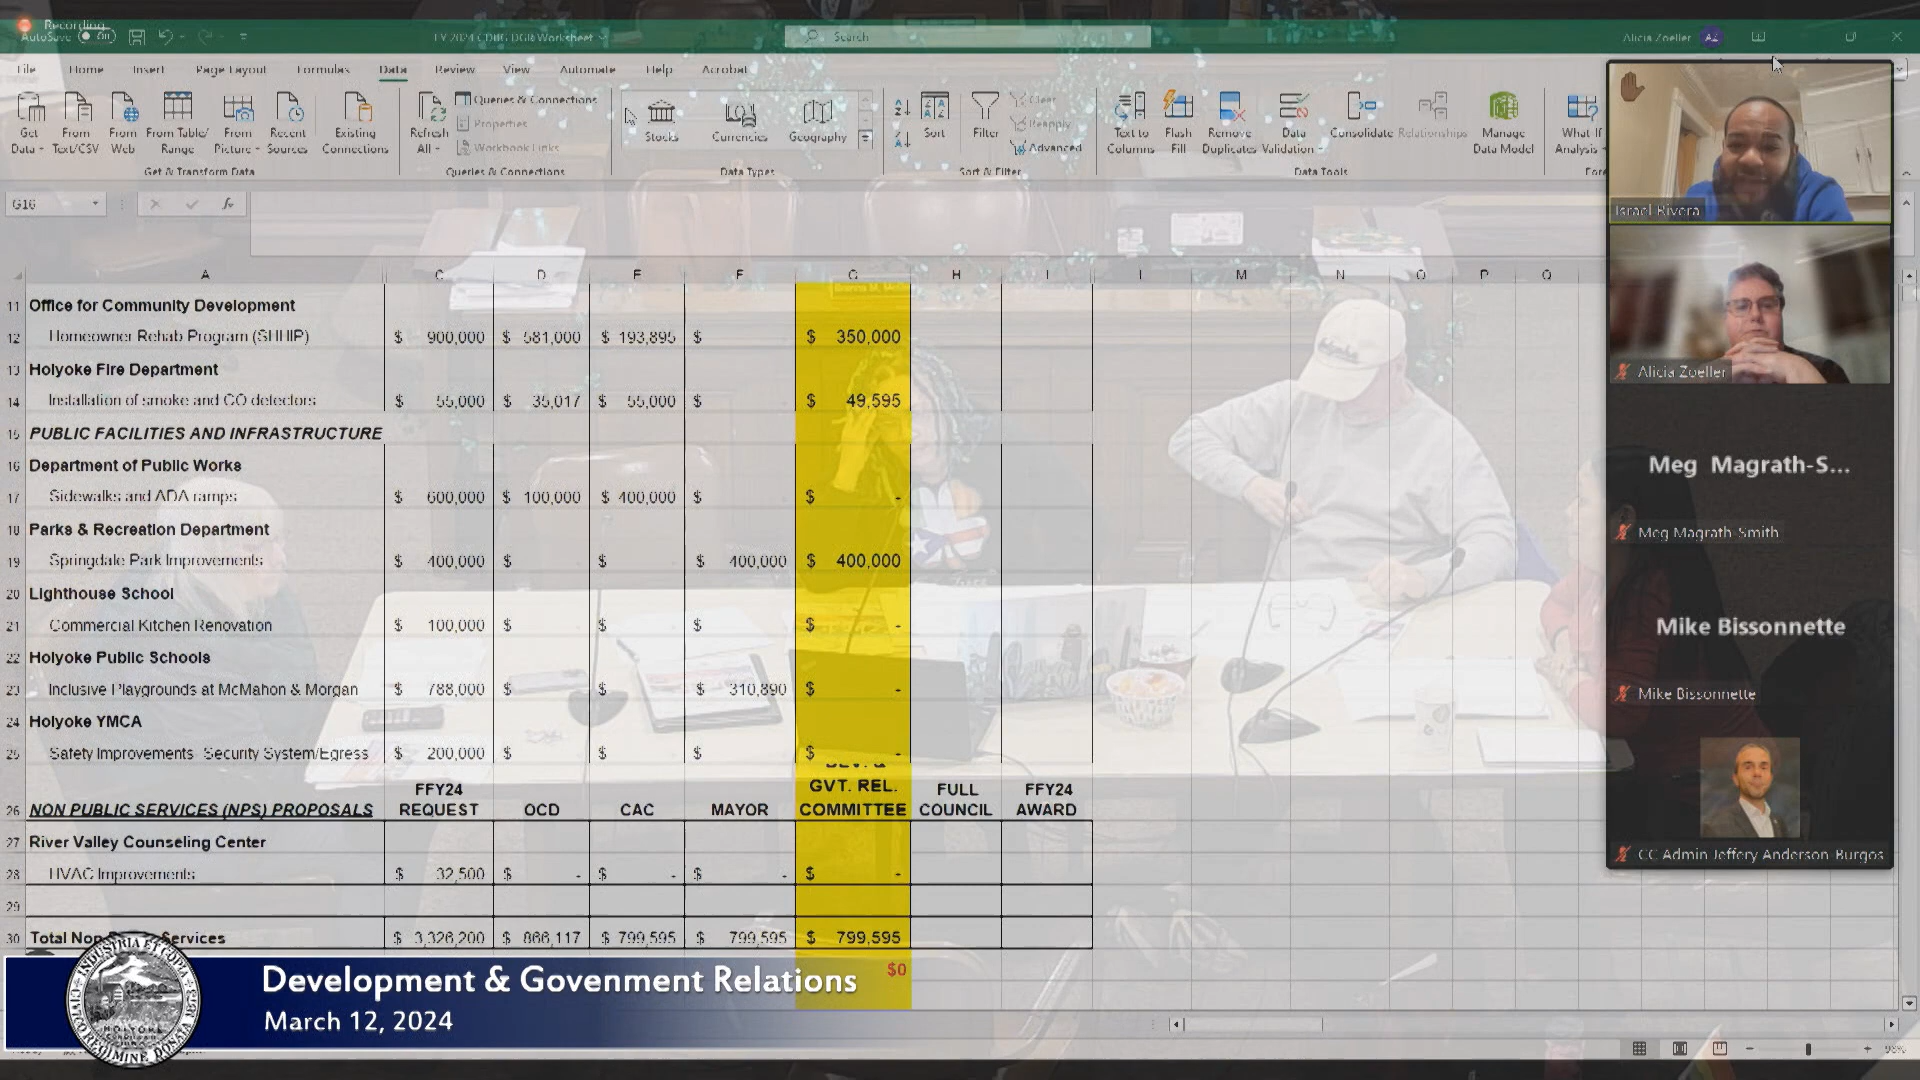 Recording
AutoSave Off
FY 2024 CDBG DGR Worksheet
Search
Alicia Zoeller AZ
File Home Insert Page Layout Formulas Data Review View Automate Help Acrobat
Get Data
From Text/CSV
From Web
From Table/ Range
From Picture
Recent Sources
Existing Connections
Get & Transform Data
Refresh All
Queries & Connections
Properties
Workbook Links
Queries & Connections
Stocks
Currencies
Geography
Data Types
Sort
Filter
Clear
Reapply
Advanced
Sort & Filter
Text to Columns
Flash Fill
Remove Duplicates
Data Validation
Consolidate
Relationships
Manage Data Model
Data Tools
What If Analysis
Fore
G16
fx
A C D E F G H I L M N O P Q
11 Office for Community Development
12 Homeowner Rehab Program (SHHIP) $ 900,000 $ 581,000 $ 193,895 $ $ 350,000
13 Holyoke Fire Department
14 Installation of smoke and CO detectors $ 55,000 $ 35,017 $ 55,000 $ $ 49,595
15 PUBLIC FACILITIES AND INFRASTRUCTURE
16 Department of Public Works
17 Sidewalks and ADA ramps $ 600,000 $ 100,000 $ 400,000 $ $ -
18 Parks & Recreation Department
19 Springdale Park Improvements $ 400,000 $ $ $ 400,000 $ 400,000
20 Lighthouse School
21 Commercial Kitchen Renovation $ 100,000 $ $ $ $ -
22 Holyoke Public Schools
23 Inclusive Playgrounds at McMahon & Morgan $ 788,000 $ $ $ 310,890 $ -
24 Holyoke YMCA
25 Safety Improvements Security System/Egress $ 200,000 $ $ $ $ -
26 NON PUBLIC SERVICES (NPS) PROPOSALS FFY24 REQUEST OCD CAC MAYOR DEV. & GVT. REL. COMMITTEE FULL COUNCIL FFY24 AWARD
27 River Valley Counseling Center
28 HVAC Improvements $ 32,500 $ - $ - $ - $ -
29
30 Total Non Services $ 3,326,200 $ 866,117 $ 799,595 $ 799,595 $ 799,595
$0
Israel Rivera
Alicia Zoeller
Meg Magrath-S...
Meg Magrath-Smith
Mike Bissonnette
Mike Bissonnette
CC Admin Jeffery Anderson-Burgos
Development & Govenment Relations
March 12, 2024
98%